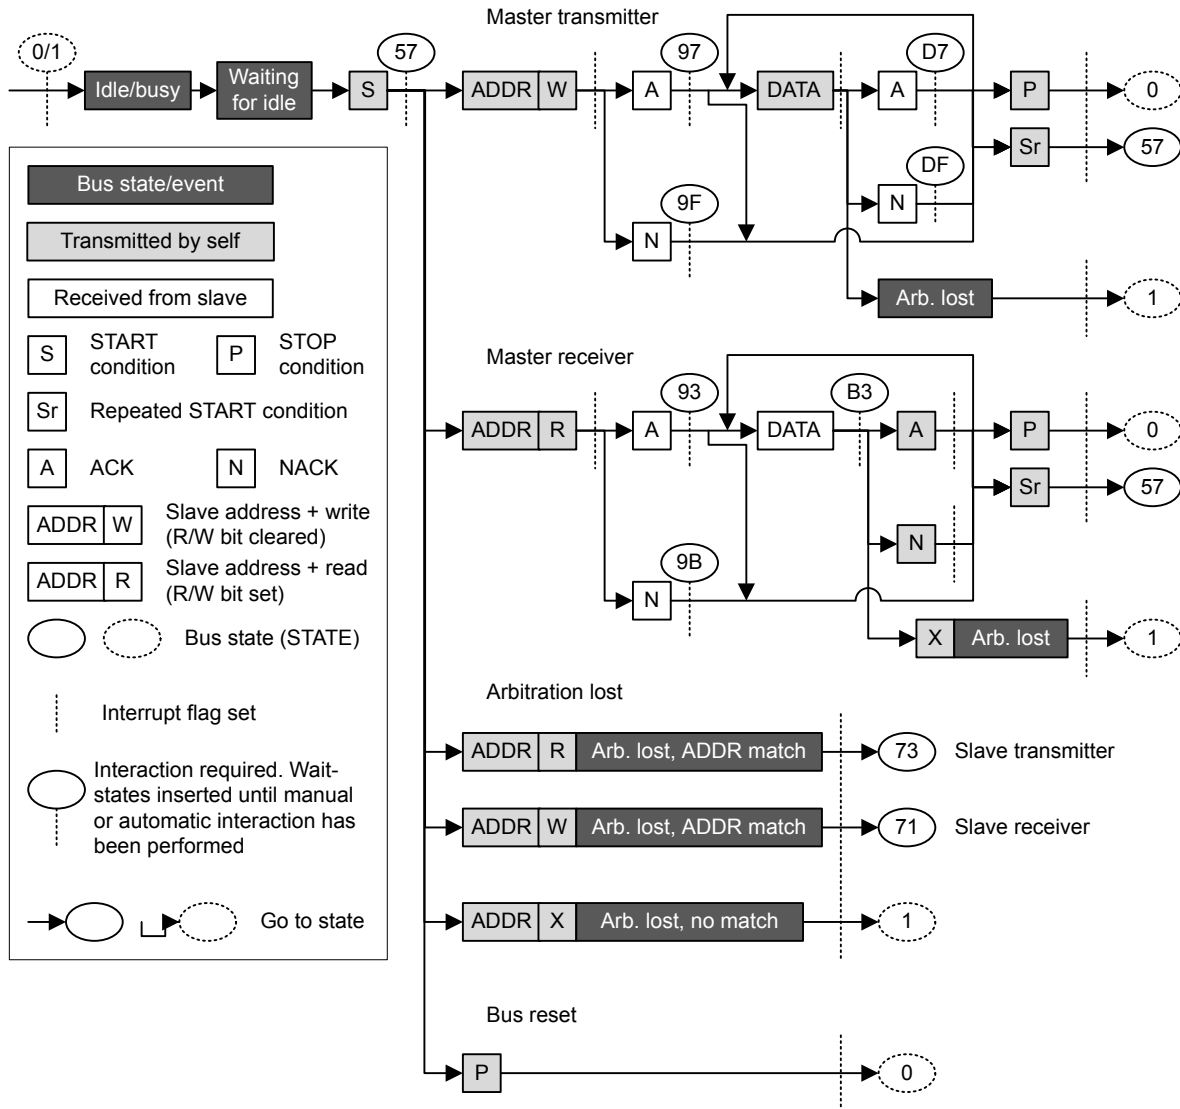 Master transmitter
0/1
57
97
D7
Idle/busy
Waiting
for idle
S
ADDR W
A
DATA
A
P
0
Sr
57
DF
N
9F
N
Arb. lost
1
Bus state/event
Transmitted by self
Received from slave
S
START
condition
P
STOP
condition
Sr
Repeated START condition
A
ACK
N
NACK
ADDR W
Slave address + write
(R/W bit cleared)
ADDR R
Slave address + read
(R/W bit set)
Bus state (STATE)
Interrupt flag set
Interaction required. Wait-
states inserted until manual
or automatic interaction has
been performed
Go to state
Master receiver
93
B3
ADDR R
A
DATA
A
P
0
Sr
57
N
9B
N
X
Arb. lost
1
Arbitration lost
ADDR R Arb. lost, ADDR match
73
Slave transmitter
ADDR W Arb. lost, ADDR match
71
Slave receiver
ADDR X Arb. lost, no match
1
Bus reset
P
0